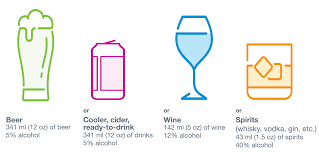 Beer
341 ml (12 oz) of beer
5% alcohol
or
Cooler, cider,
ready-to-drink
341 ml (12 oz) of drinks
5% alcohol
or
Wine
142 ml (5 oz) of wine
12% alcohol
or
Spirits
(whisky, vodka, gin, etc.)
43 ml (1.5 oz) of spirits
40% alcohol